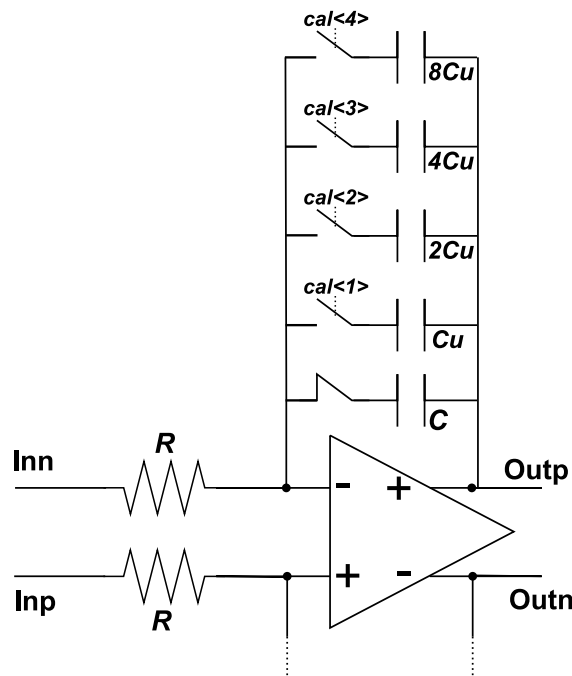 cal<4>
8Cu
cal<3>
4Cu
cal<2>
2Cu
cal<1>
Cu
C
R
Inn
- +
Outp
Inp
+ -
Outn
R